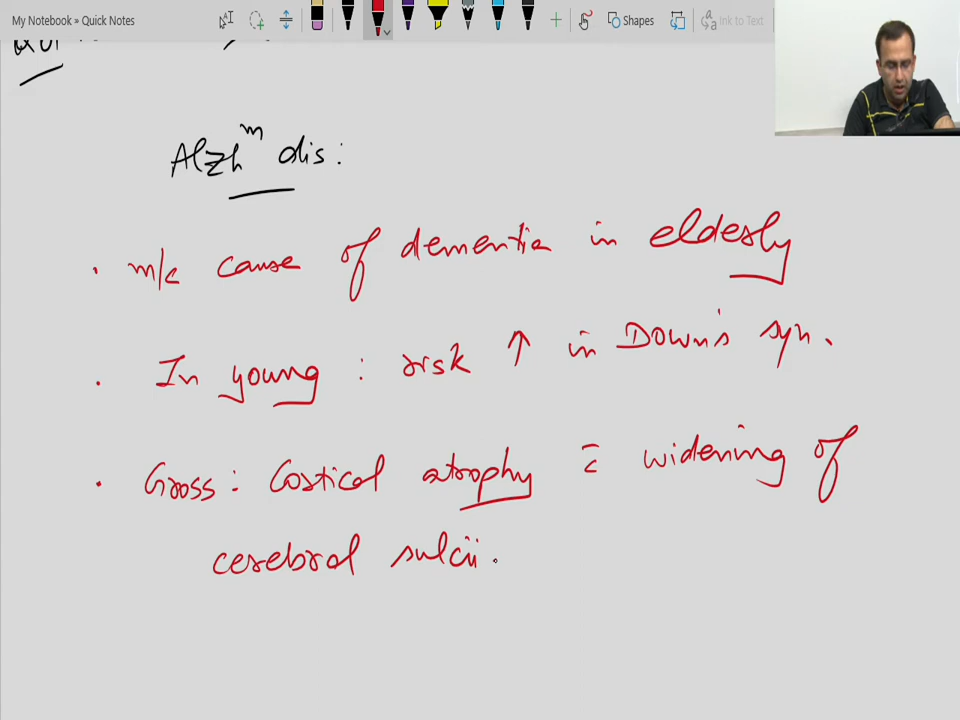 My Notebook » Quick Notes
Shapes
Ink to Text
Alzh^m dis:
• m/c cause of dementia in elderly
• In young : risk ↑ in Down's syn.
• Gross : Cortical atrophy c̄ widening of
cerebral sulcii.